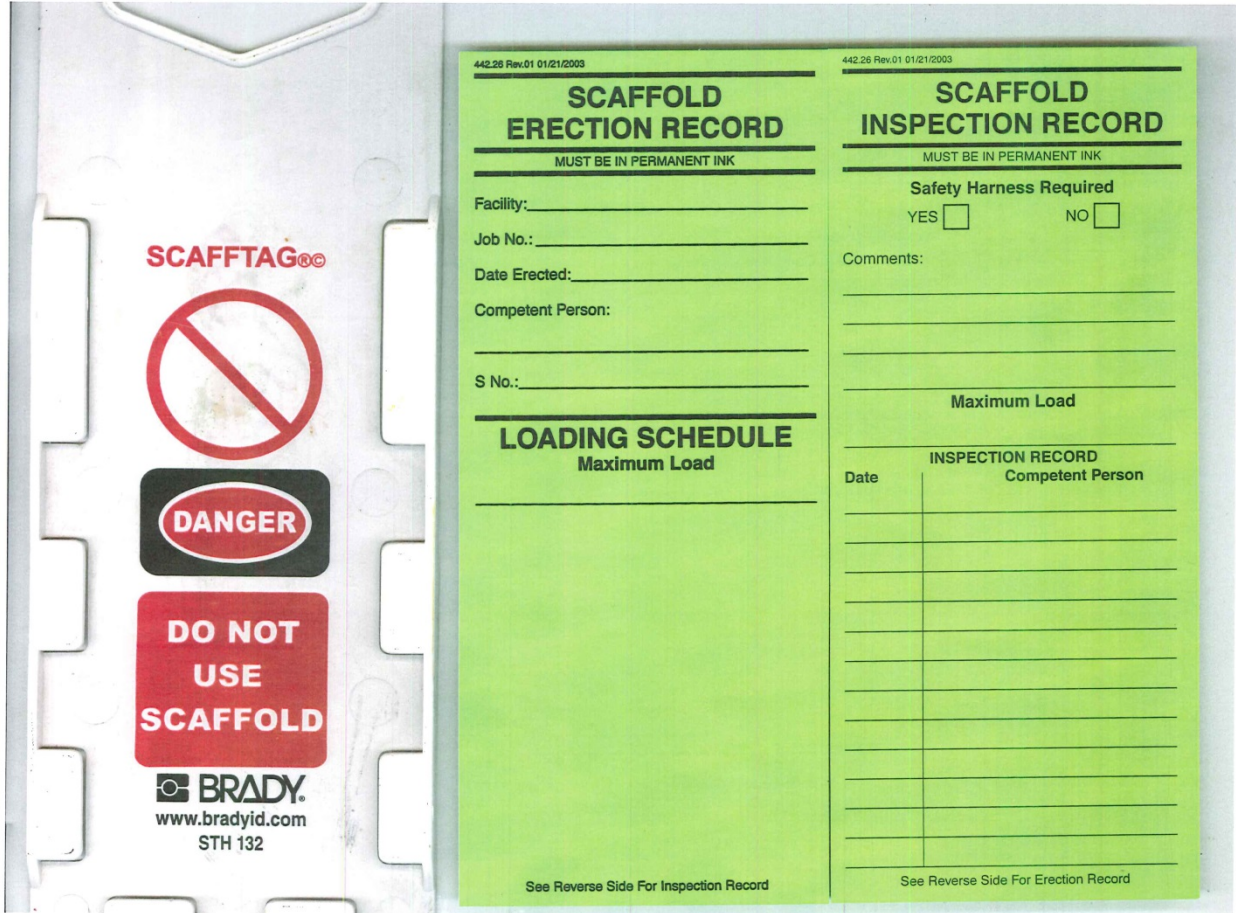 SCAFFTAG®©
DANGER
DO NOT
USE
SCAFFOLD
BRADY®
www.bradyid.com
STH 132
442.26 Rev.01 01/21/2003
SCAFFOLD
ERECTION RECORD
MUST BE IN PERMANENT INK
Facility:
Job No.:
Date Erected:
Competent Person:
S No.:
LOADING SCHEDULE
Maximum Load
See Reverse Side For Inspection Record
442.26 Rev.01 01/21/2003
SCAFFOLD
INSPECTION RECORD
MUST BE IN PERMANENT INK
Safety Harness Required
YES NO
Comments:
Maximum Load
INSPECTION RECORD
Date Competent Person
See Reverse Side For Erection Record